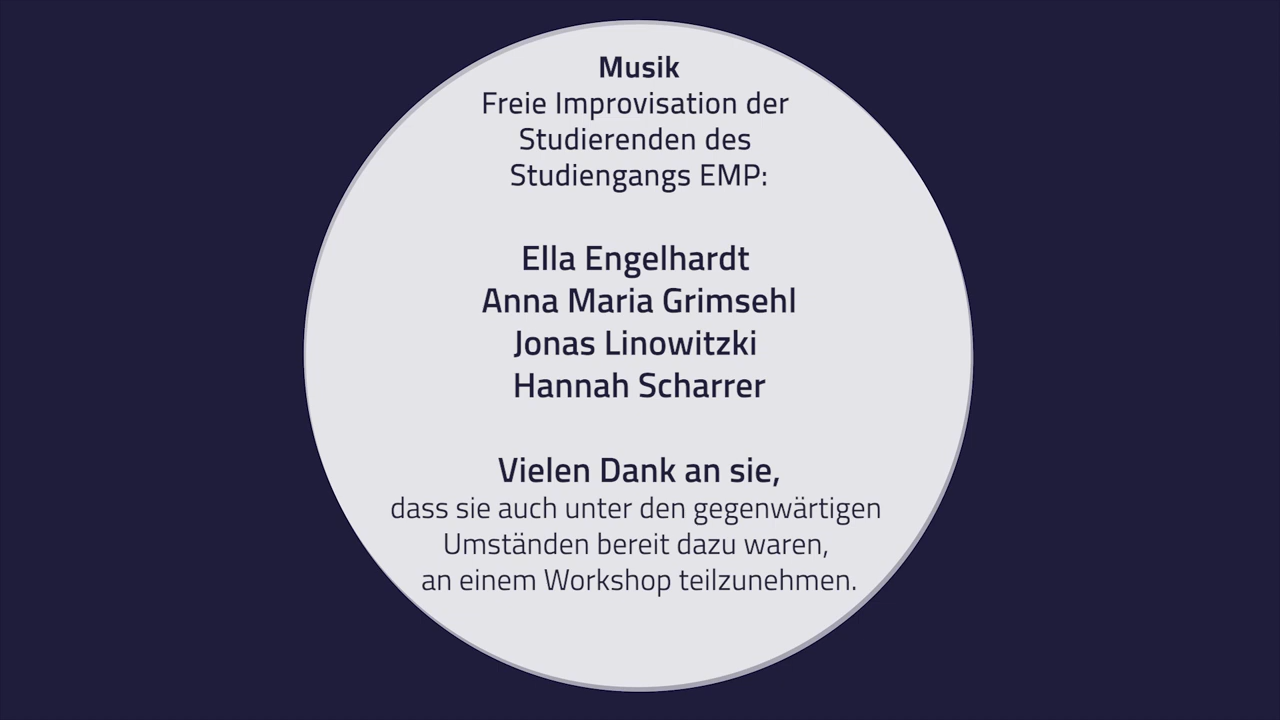 Musik
Freie Improvisation der
Studierenden des
Studiengangs EMP:
Ella Engelhardt
Anna Maria Grimsehl
Jonas Linowitzki
Hannah Scharrer
Vielen Dank an sie,
dass sie auch unter den gegenwärtigen
Umständen bereit dazu waren,
an einem Workshop teilzunehmen.